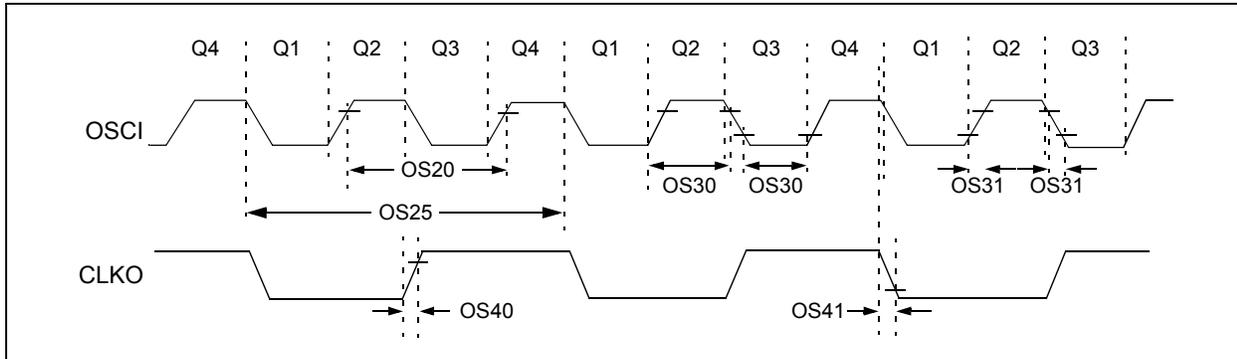 Q4 Q1 Q2 Q3 Q4 Q1 Q2 Q3 Q4 Q1 Q2 Q3
OSCI
OS20 OS30 OS30 OS31 OS31
OS25
CLKO
OS40 OS41